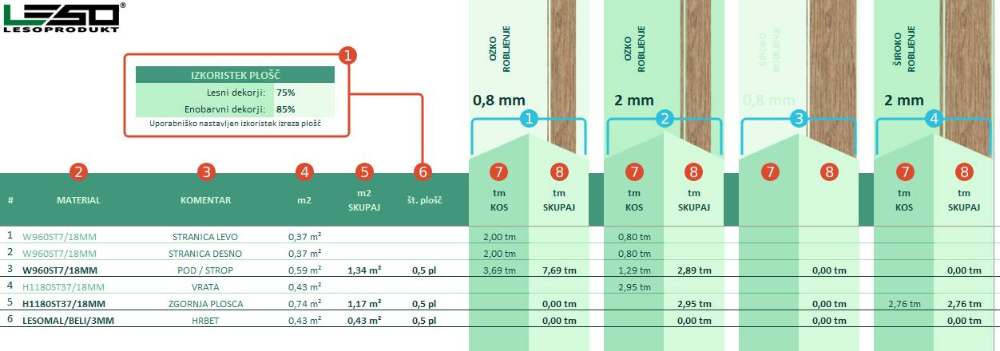 LESO®
LESOPRODUKT
1
IZKORISTEK PLOŠČ
Lesni dekorji: 75%
Enobarvni dekorji: 85%
Uporabniško nastavljen izkoristek izreza plošč
OZKO
ROBLJENJE
0,8 mm
1
OZKO
ROBLJENJE
2 mm
2
ŠIROKO
ROBLJENJE
0,8 mm
3
ŠIROKO
ROBLJENJE
2 mm
4
2 3 4 5 6 7 8 7 8 7 8 7 8
# MATERIAL KOMENTAR m2 m2 SKUPAJ št. plošč tm KOS tm SKUPAJ tm KOS tm SKUPAJ tm KOS tm SKUPAJ
1 W960ST7/18MM STRANICA LEVO 0,37 m² 2,00 tm 0,80 tm
2 W960ST7/18MM STRANICA DESNO 0,37 m² 2,00 tm 0,80 tm
3 W960ST7/18MM POD / STROP 0,59 m² 1,34 m² 0,5 pl 3,69 tm 7,69 tm 1,29 tm 2,89 tm 0,00 tm 0,00 tm
4 H1180ST37/18MM VRATA 0,43 m² 2,95 tm
5 H1180ST37/18MM ZGORNJA PLOSCA 0,74 m² 1,17 m² 0,5 pl 0,00 tm 2,95 tm 0,00 tm 2,76 tm 2,76 tm
6 LESOMAL/BELI/3MM HRBET 0,43 m² 0,43 m² 0,5 pl 0,00 tm 0,00 tm 0,00 tm 0,00 tm